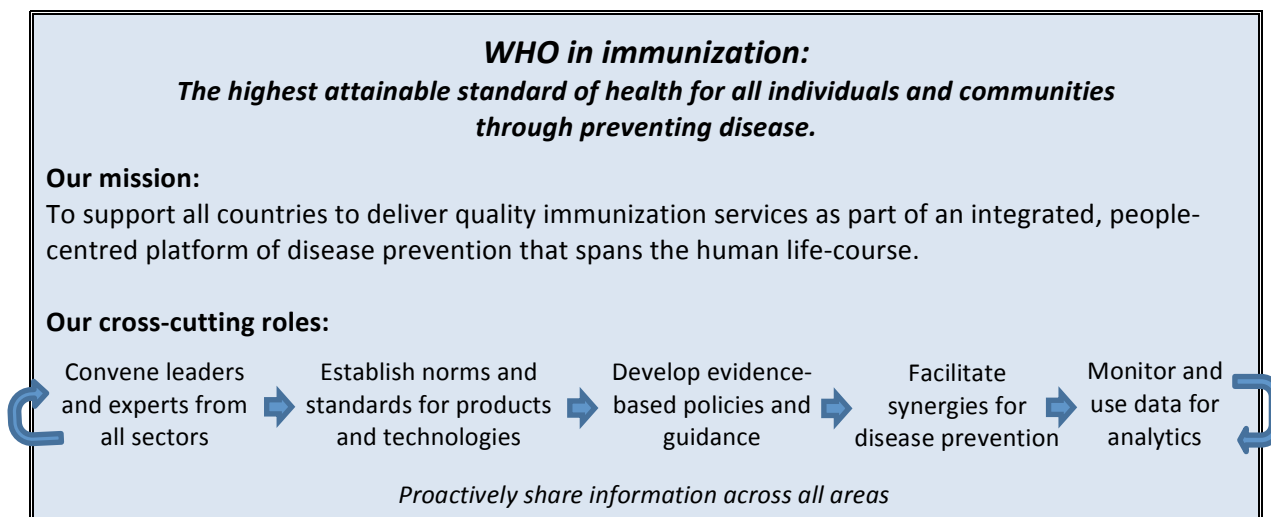 WHO in immunization:
The highest attainable standard of health for all individuals and communities
through preventing disease.
Our mission:
To support all countries to deliver quality immunization services as part of an integrated, people-
centred platform of disease prevention that spans the human life-course.
Our cross-cutting roles:
Convene leaders
and experts from
all sectors
Establish norms and
standards for products
and technologies
Develop evidence-
based policies and
guidance
Facilitate
synergies for
disease prevention
Monitor and
use data for
analytics
Proactively share information across all areas